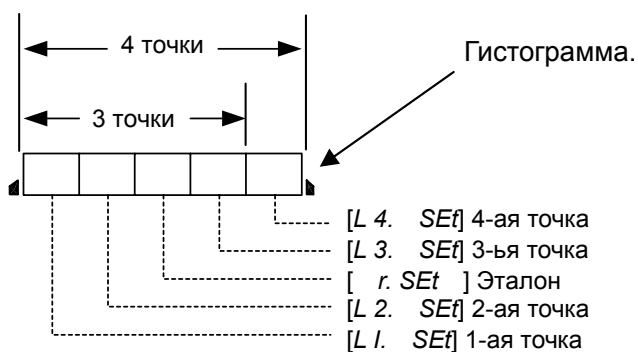 4 точки
Гистограмма.
3 точки
[L 4. SEt] 4-ая точка
[L 3. SEt] 3-ья точка
[ r. SEt ] Эталон
[L 2. SEt] 2-ая точка
[L l. SEt] 1-ая точка